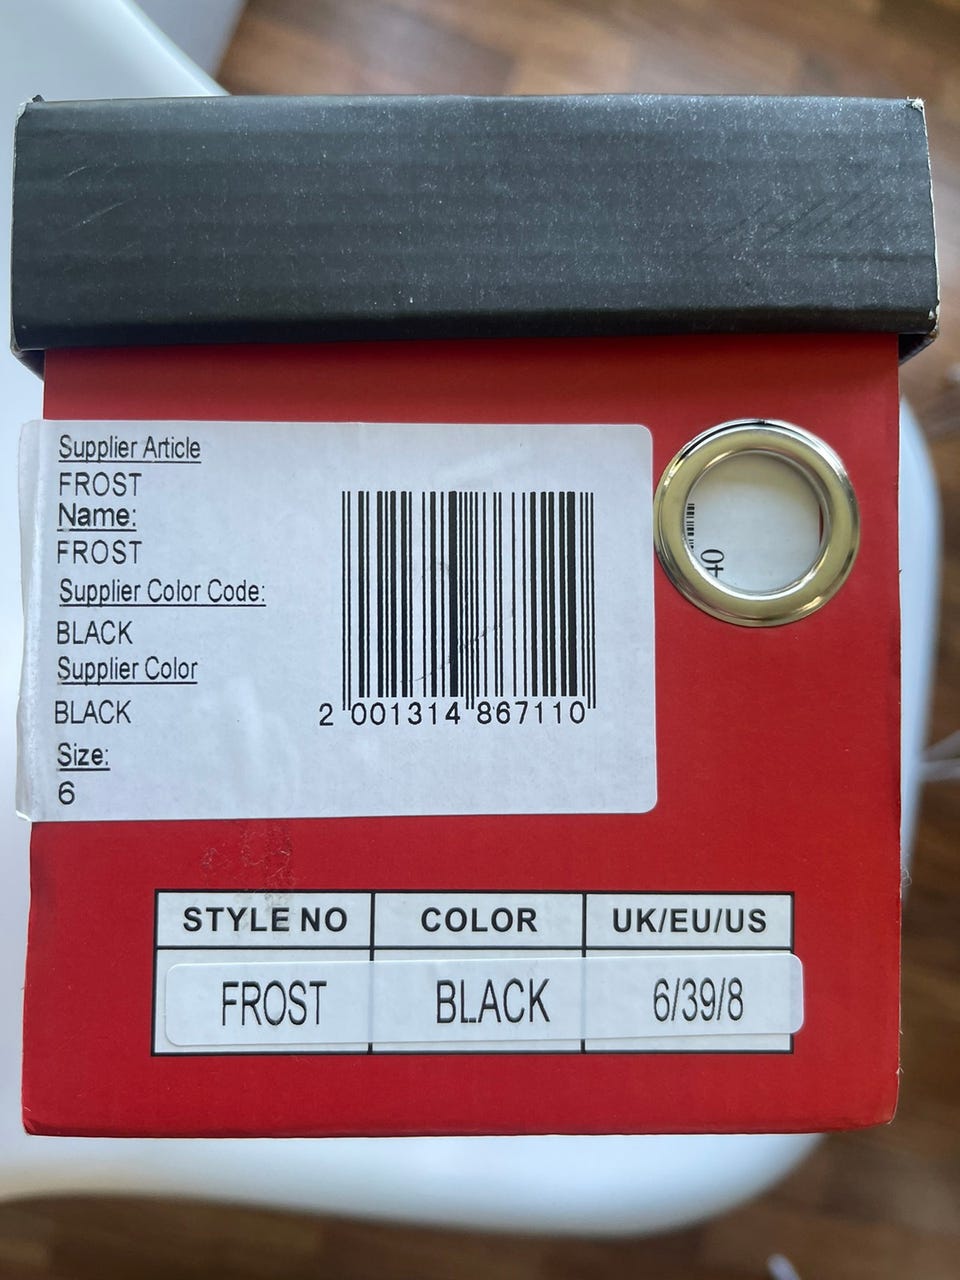 Supplier Article
FROST
Name:
FROST
Supplier Color Code:
BLACK
Supplier Color
BLACK
Size:
6
2 001314 867110
40
STYLE NO COLOR UK/EU/US
FROST BLACK 6/39/8